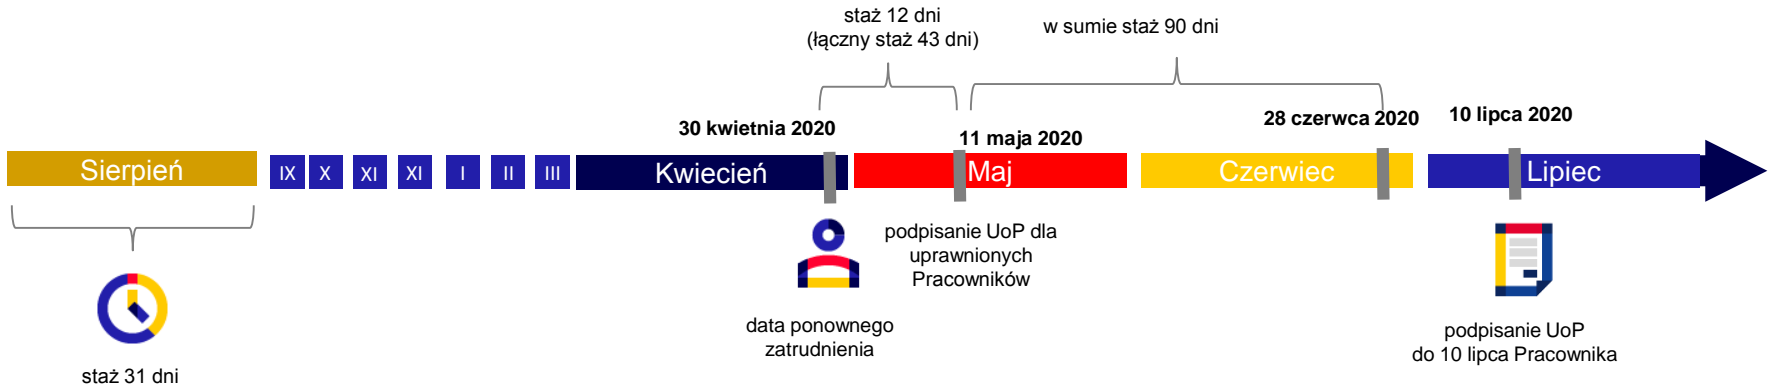 staż 12 dni
(łączny staż 43 dni)
w sumie staż 90 dni
30 kwietnia 2020
11 maja 2020
28 czerwca 2020
10 lipca 2020
Sierpień
IX
X
XI
XI
I
II
III
Kwiecień
Maj
Czerwiec
Lipiec
podpisanie UoP dla
uprawnionych
Pracowników
data ponownego
zatrudnienia
podpisanie UoP
do 10 lipca Pracownika
staż 31 dni